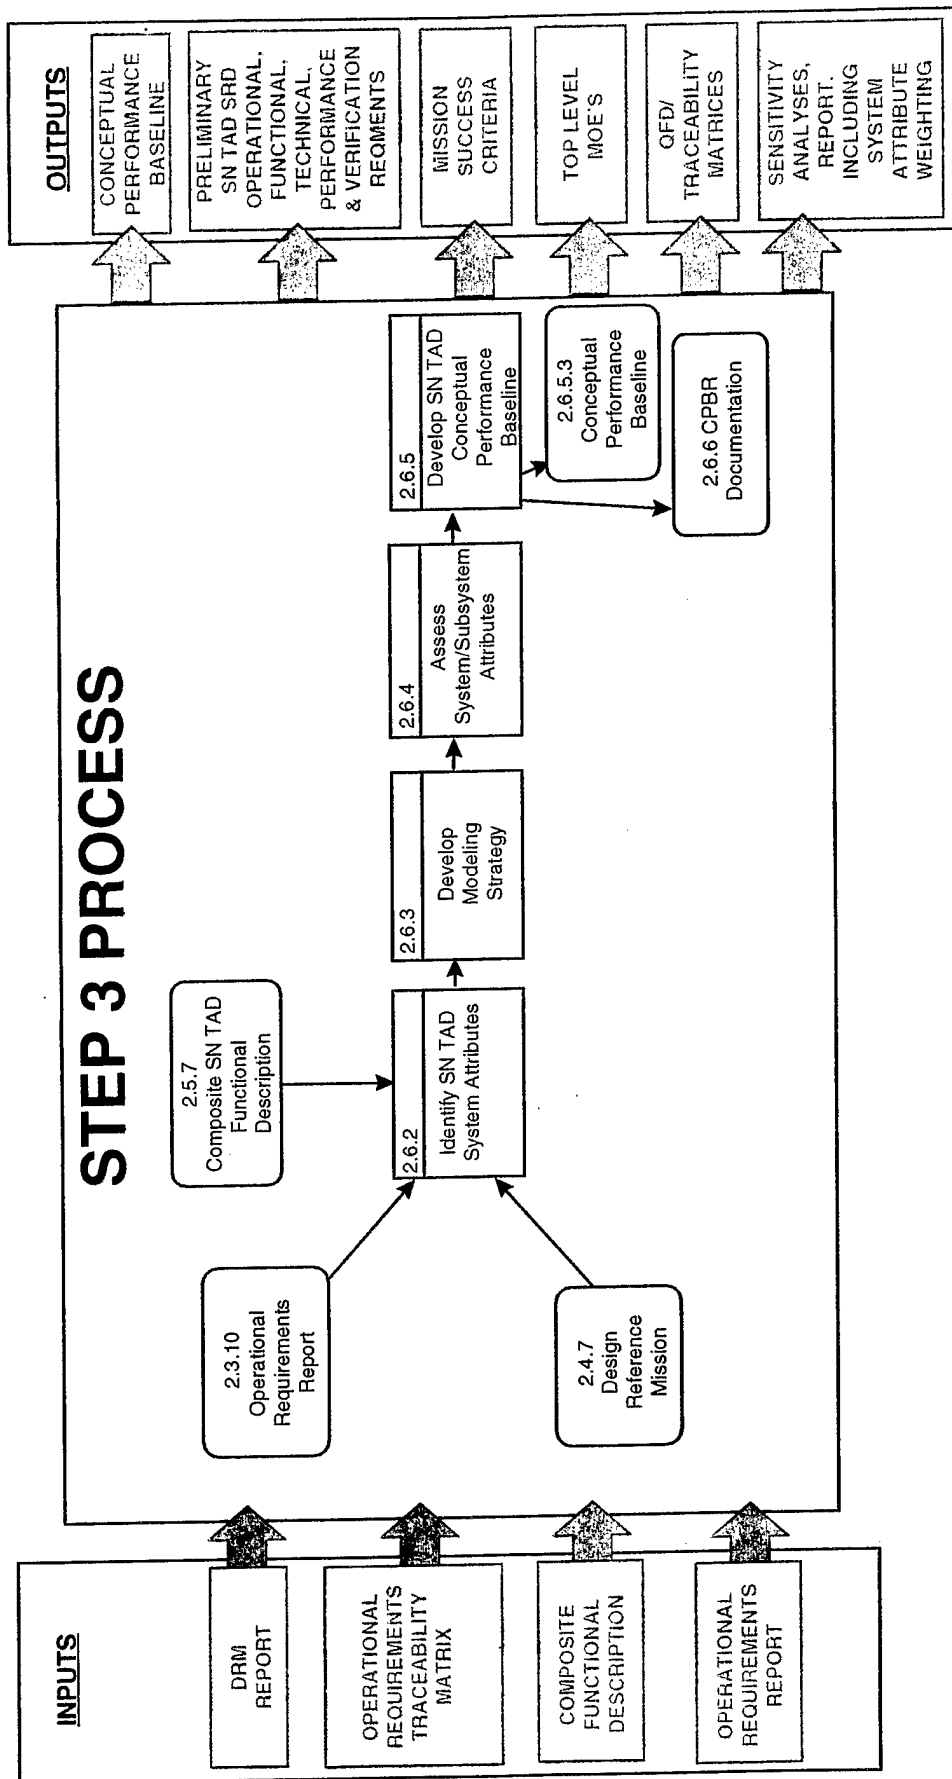 STEP 3 PROCESS
INPUTS
DRM
REPORT
OPERATIONAL
REQUIREMENTS
TRACEABILITY
MATRIX
COMPOSITE
FUNCTIONAL
DESCRIPTION
OPERATIONAL
REQUIREMENTS
REPORT
2.3.10
Operational
Requirements
Report
2.5.7
Composite SN TAD
Functional
Description
2.4.7
Design
Reference
Mission
2.6.2
Identify SN TAD
System Attributes
2.6.3
Develop
Modeling
Strategy
2.6.4
Assess
System/Subsystem
Attributes
2.6.5
Develop SN TAD
Conceptual
Performance
Baseline
2.6.5.3
Conceptual
Performance
Baseline
2.6.6 CPBR
Documentation
OUTPUTS
CONCEPTUAL
PERFORMANCE
BASELINE
PRELIMINARY
SN TAD SRD
OPERATIONAL,
FUNCTIONAL,
TECHNICAL,
PERFORMANCE
& VERIFICATION
REQMENTS
MISSION
SUCCESS
CRITERIA
TOP LEVEL
MOE'S
QFD/
TRACEABILITY
MATRICES
SENSITIVITY
ANALYSES,
REPORT.
INCLUDING
SYSTEM
ATTRIBUTE
WEIGHTING